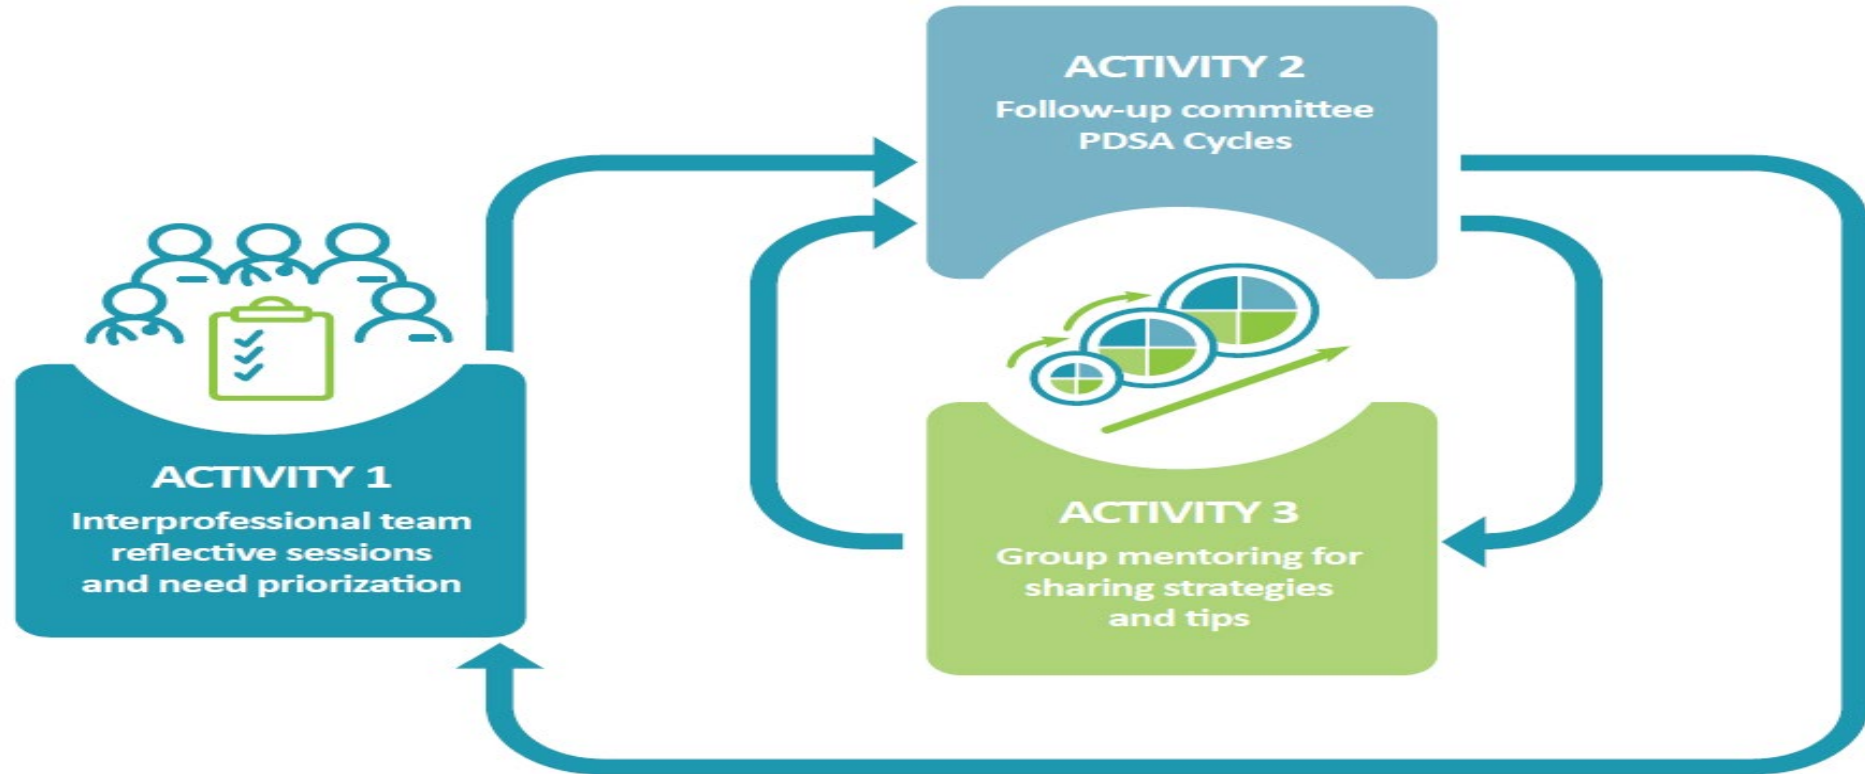 ACTIVITY 1
Interprofessional team
reflective sessions
and need priorization
ACTIVITY 2
Follow-up committee
PDSA Cycles
ACTIVITY 3
Group mentoring for
sharing strategies
and tips